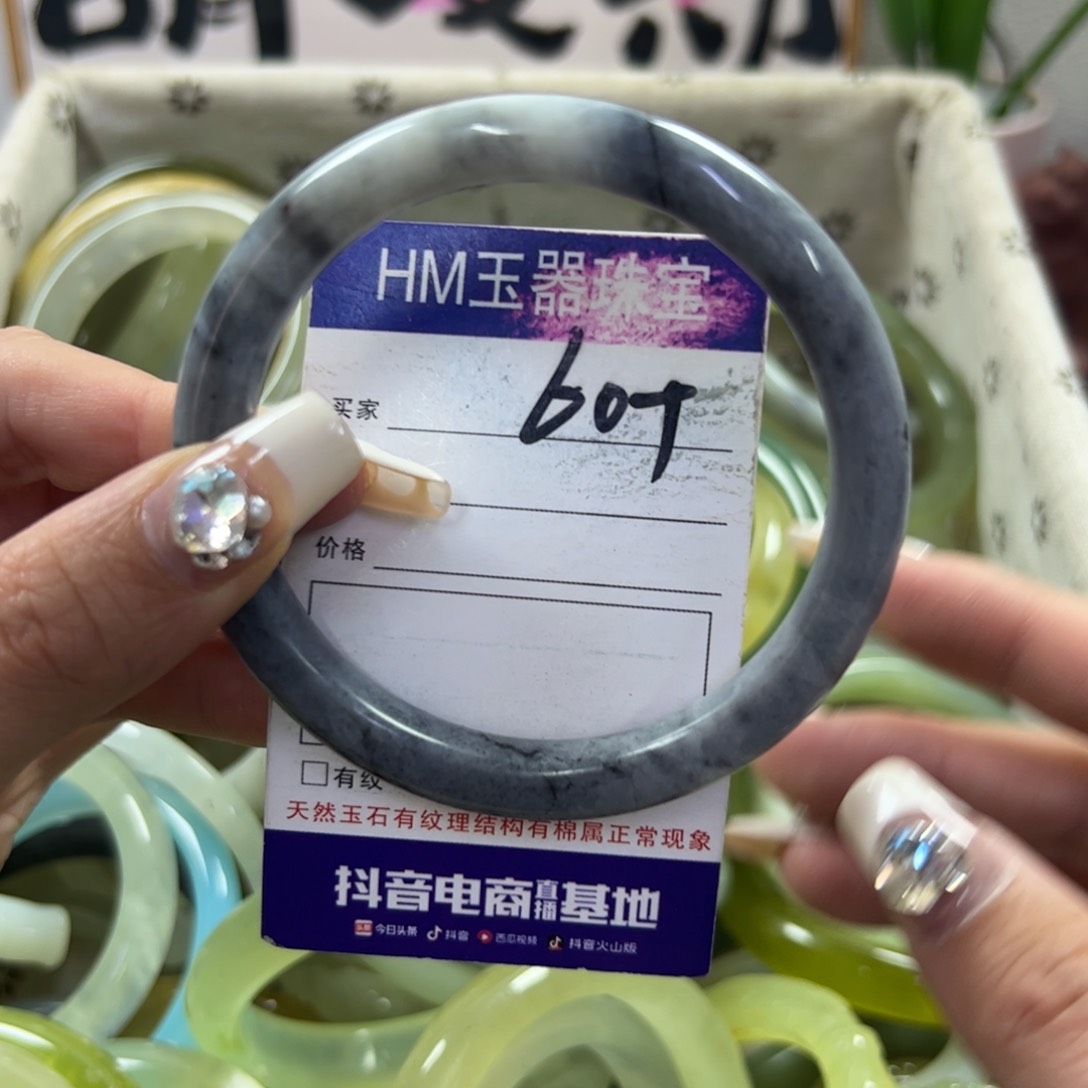 HM玉器珠宝
60+
买家
价格
有纹
天然玉石有纹理结构有棉属正常现象
抖音电商直播基地
今日头条 抖音 西瓜视频 抖音火山版